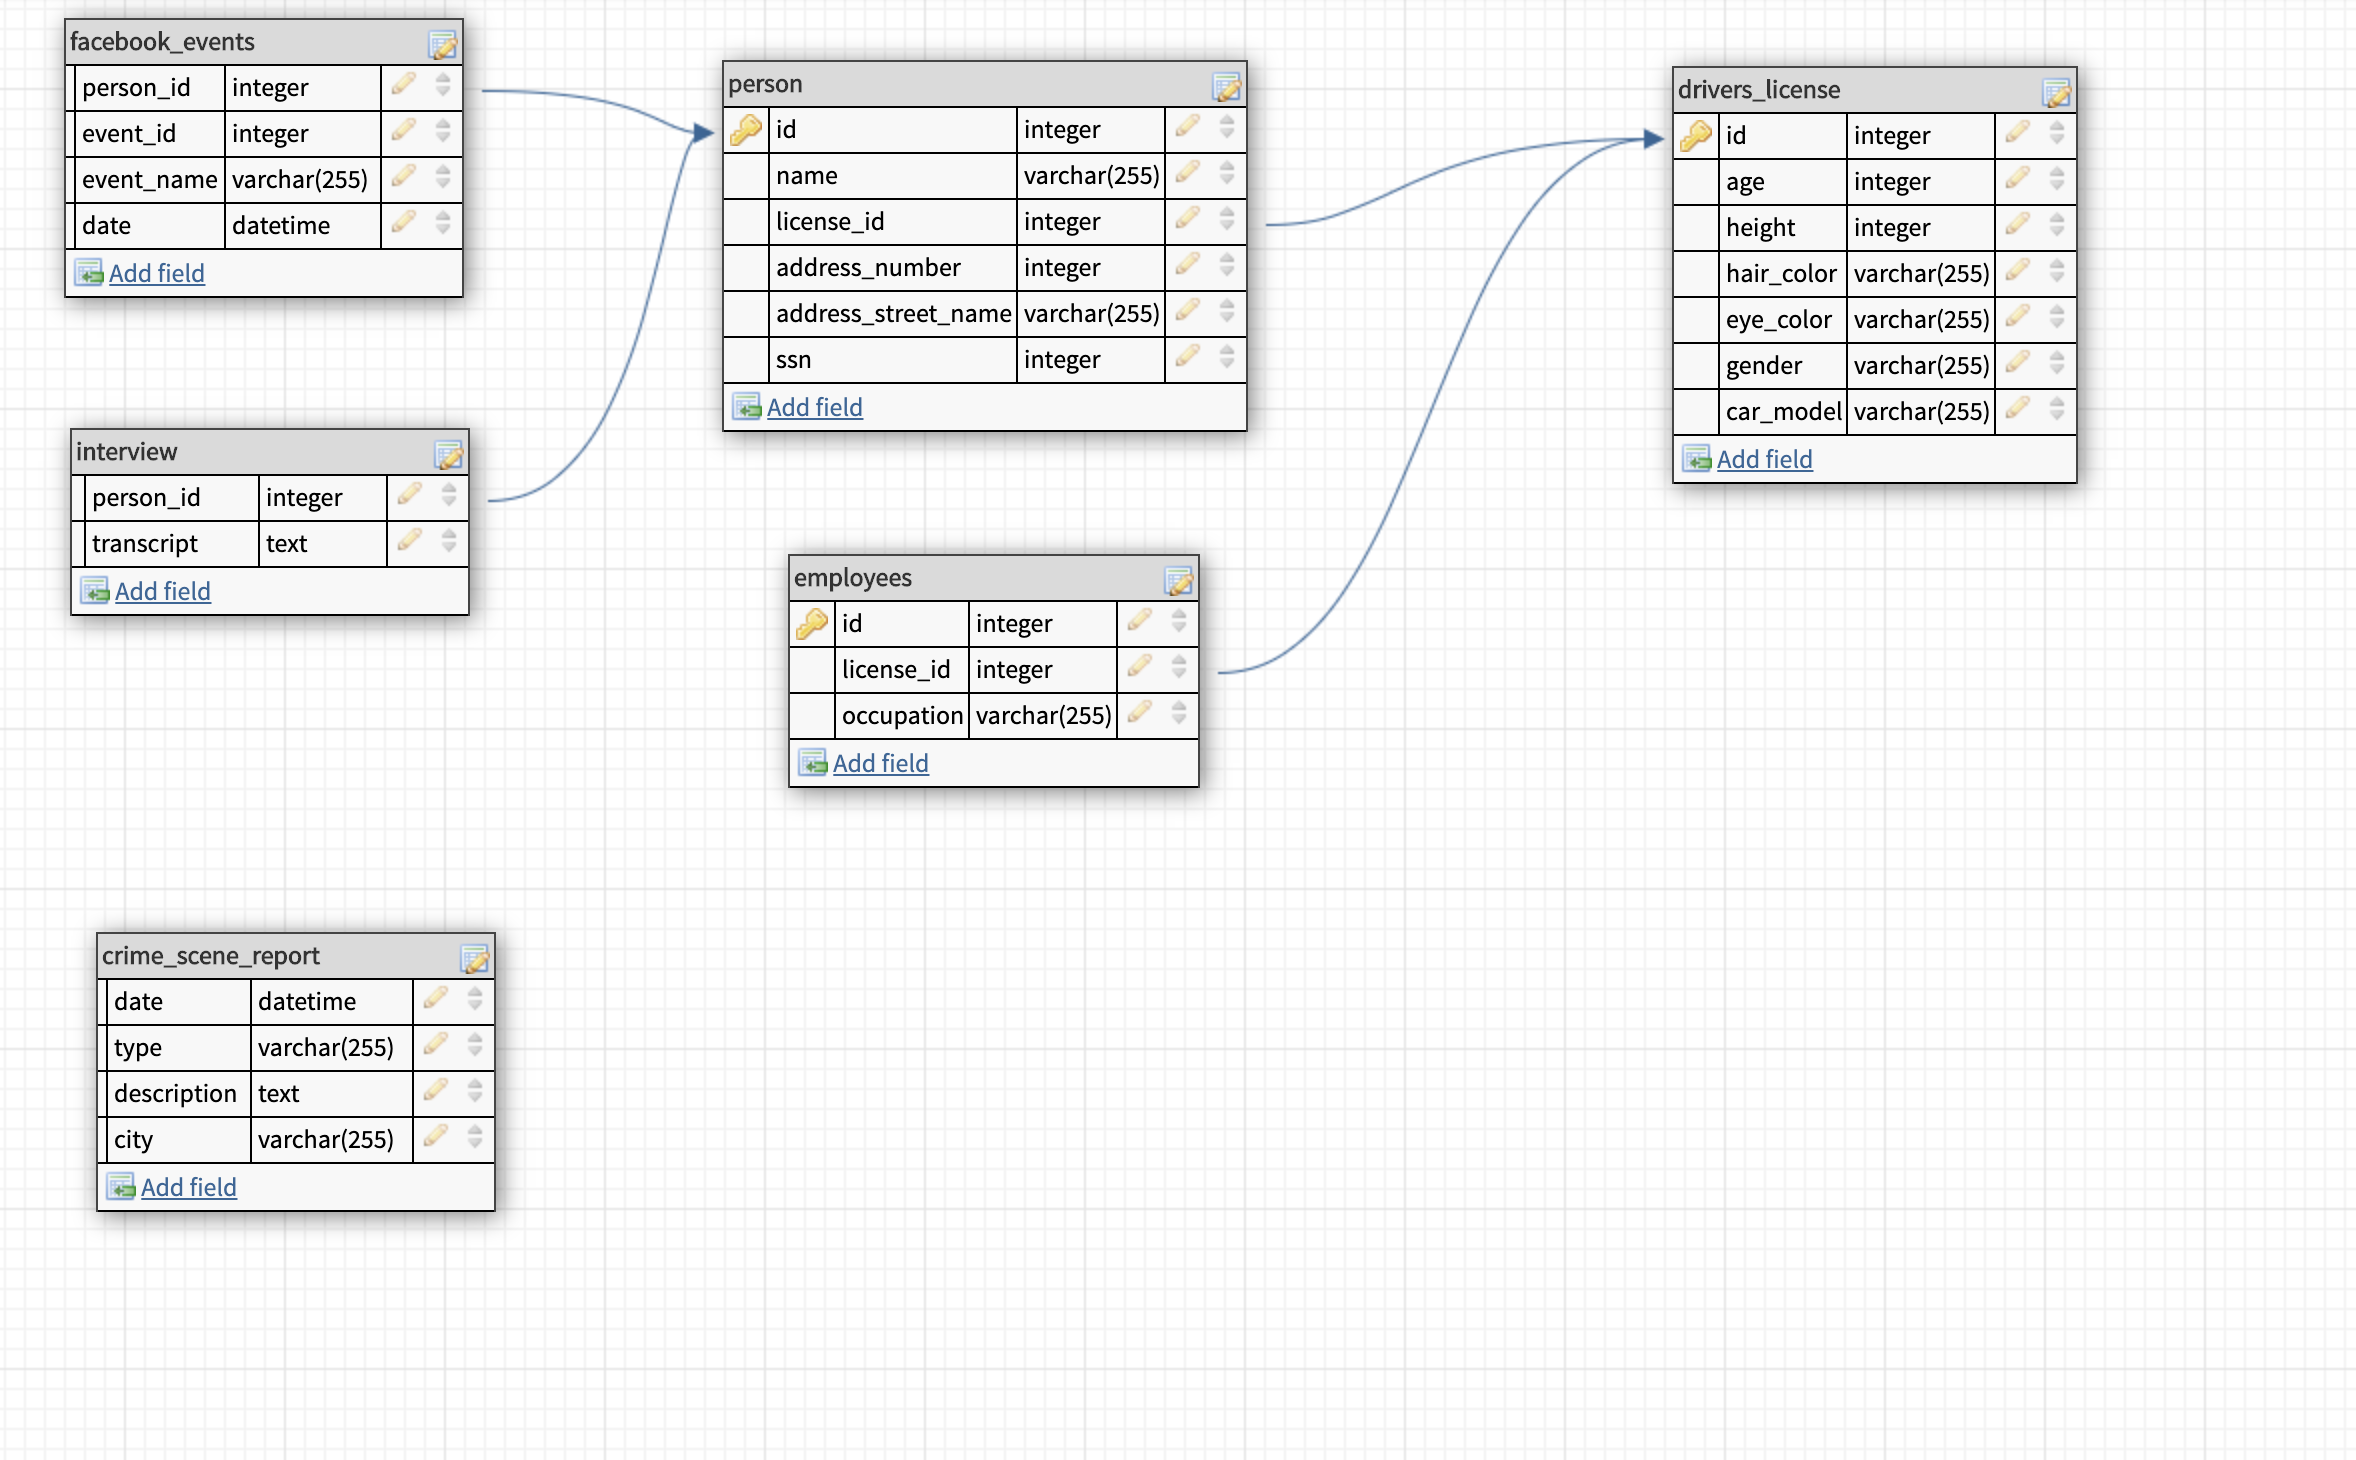 facebook_events
person_id integer
event_id integer
event_name varchar(255)
date datetime
Add field
person
id integer
name varchar(255)
license_id integer
address_number integer
address_street_name varchar(255)
ssn integer
Add field
drivers_license
id integer
age integer
height integer
hair_color varchar(255)
eye_color varchar(255)
gender varchar(255)
car_model varchar(255)
Add field
interview
person_id integer
transcript text
Add field
employees
id integer
license_id integer
occupation varchar(255)
Add field
crime_scene_report
date datetime
type varchar(255)
description text
city varchar(255)
Add field